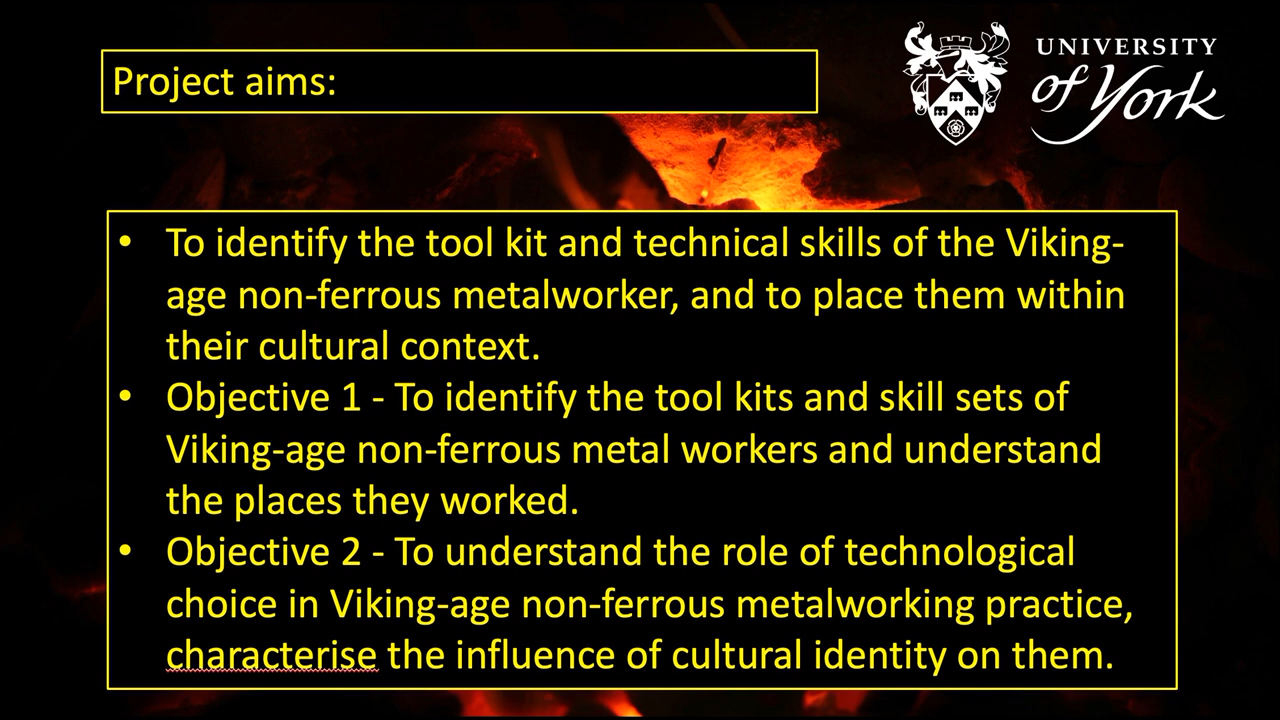 Project aims:
UNIVERSITY
of York
• To identify the tool kit and technical skills of the Viking-
age non-ferrous metalworker, and to place them within
their cultural context.
• Objective 1 - To identify the tool kits and skill sets of
Viking-age non-ferrous metal workers and understand
the places they worked.
• Objective 2 - To understand the role of technological
choice in Viking-age non-ferrous metalworking practice,
characterise the influence of cultural identity on them.